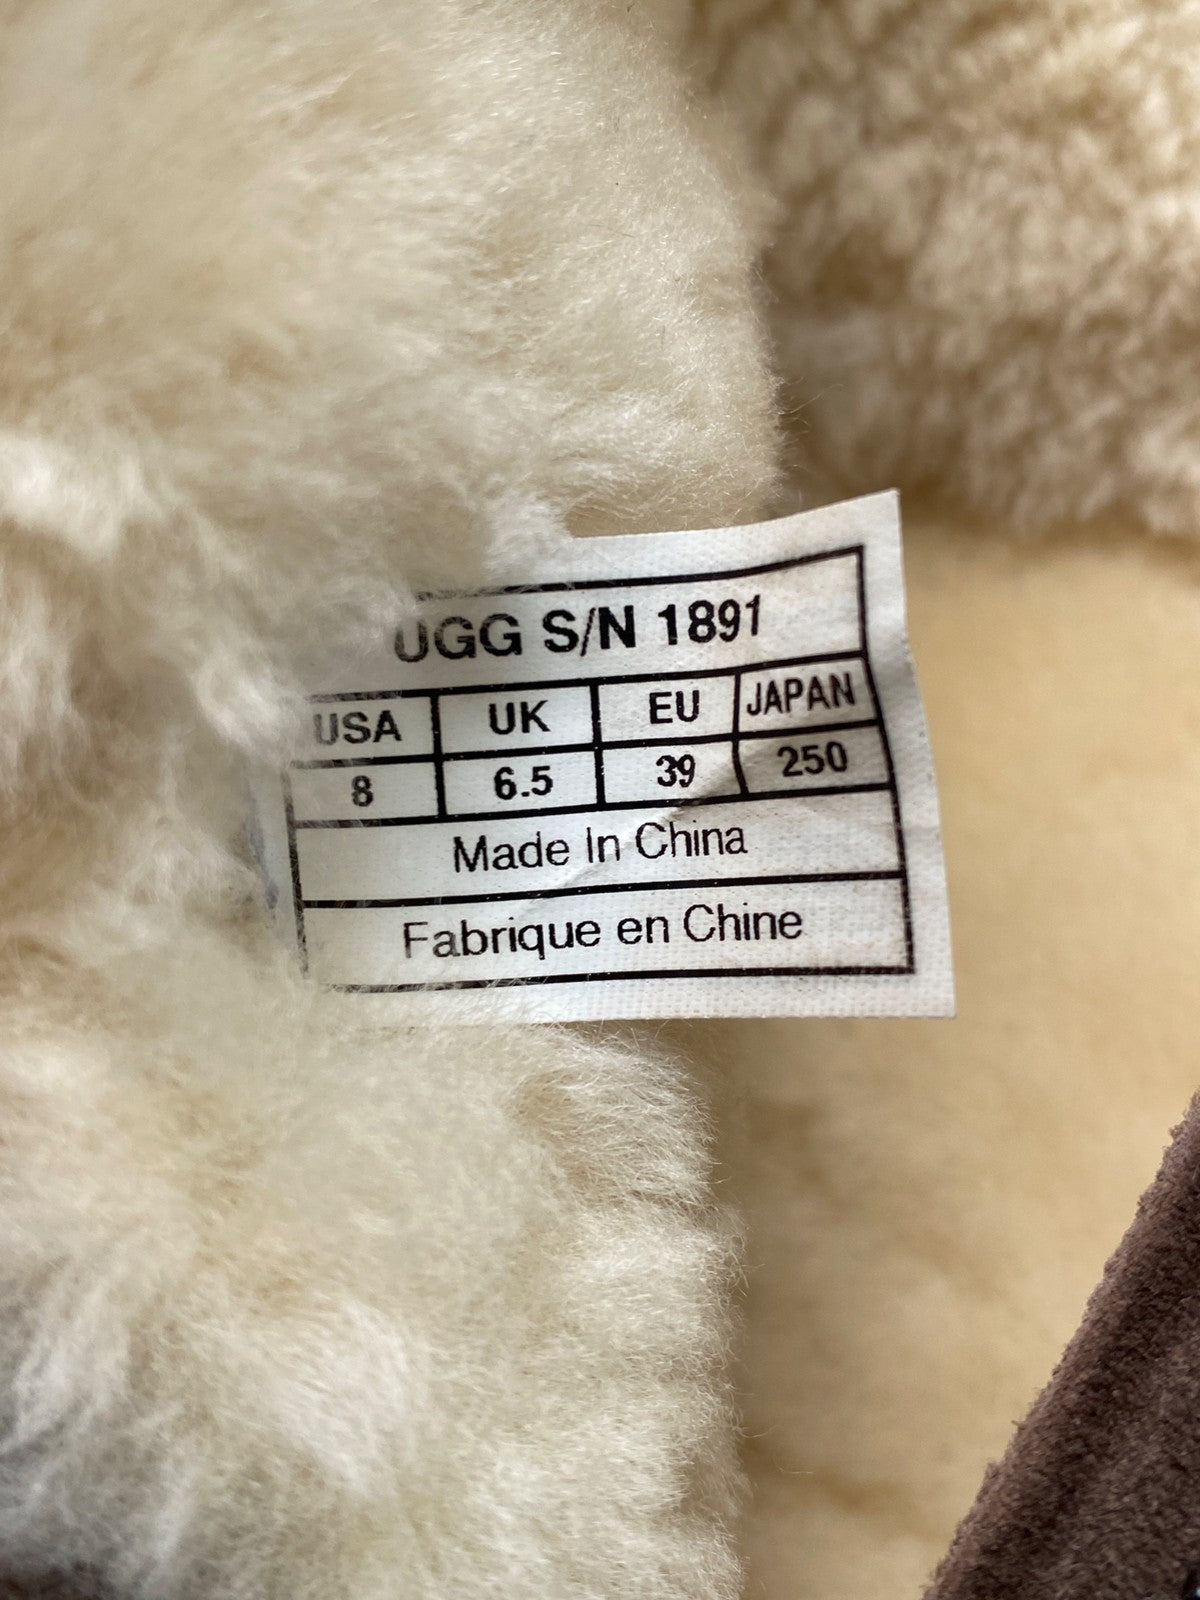 UGG S/N 1891
USA UK EU JAPAN
8 6.5 39 250
Made In China
Fabrique en Chine